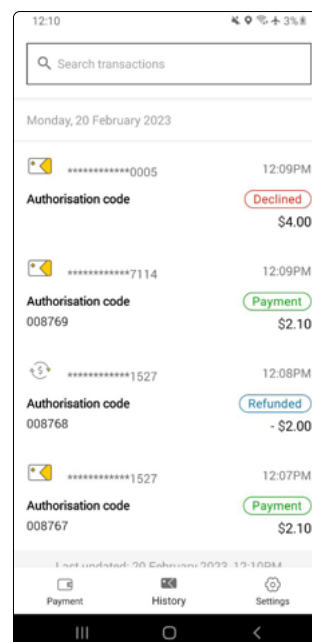 12:10 3%
Search transactions
Monday, 20 February 2023
************0005 12:09PM
Authorisation code Declined
$4.00
************7114 12:09PM
Authorisation code Payment
008769 $2.10
************1527 12:08PM
Authorisation code Refunded
008768 - $2.00
************1527 12:07PM
Authorisation code Payment
008767 $2.10
Last updated: 20 February 2023, 12:10PM
Payment History Settings